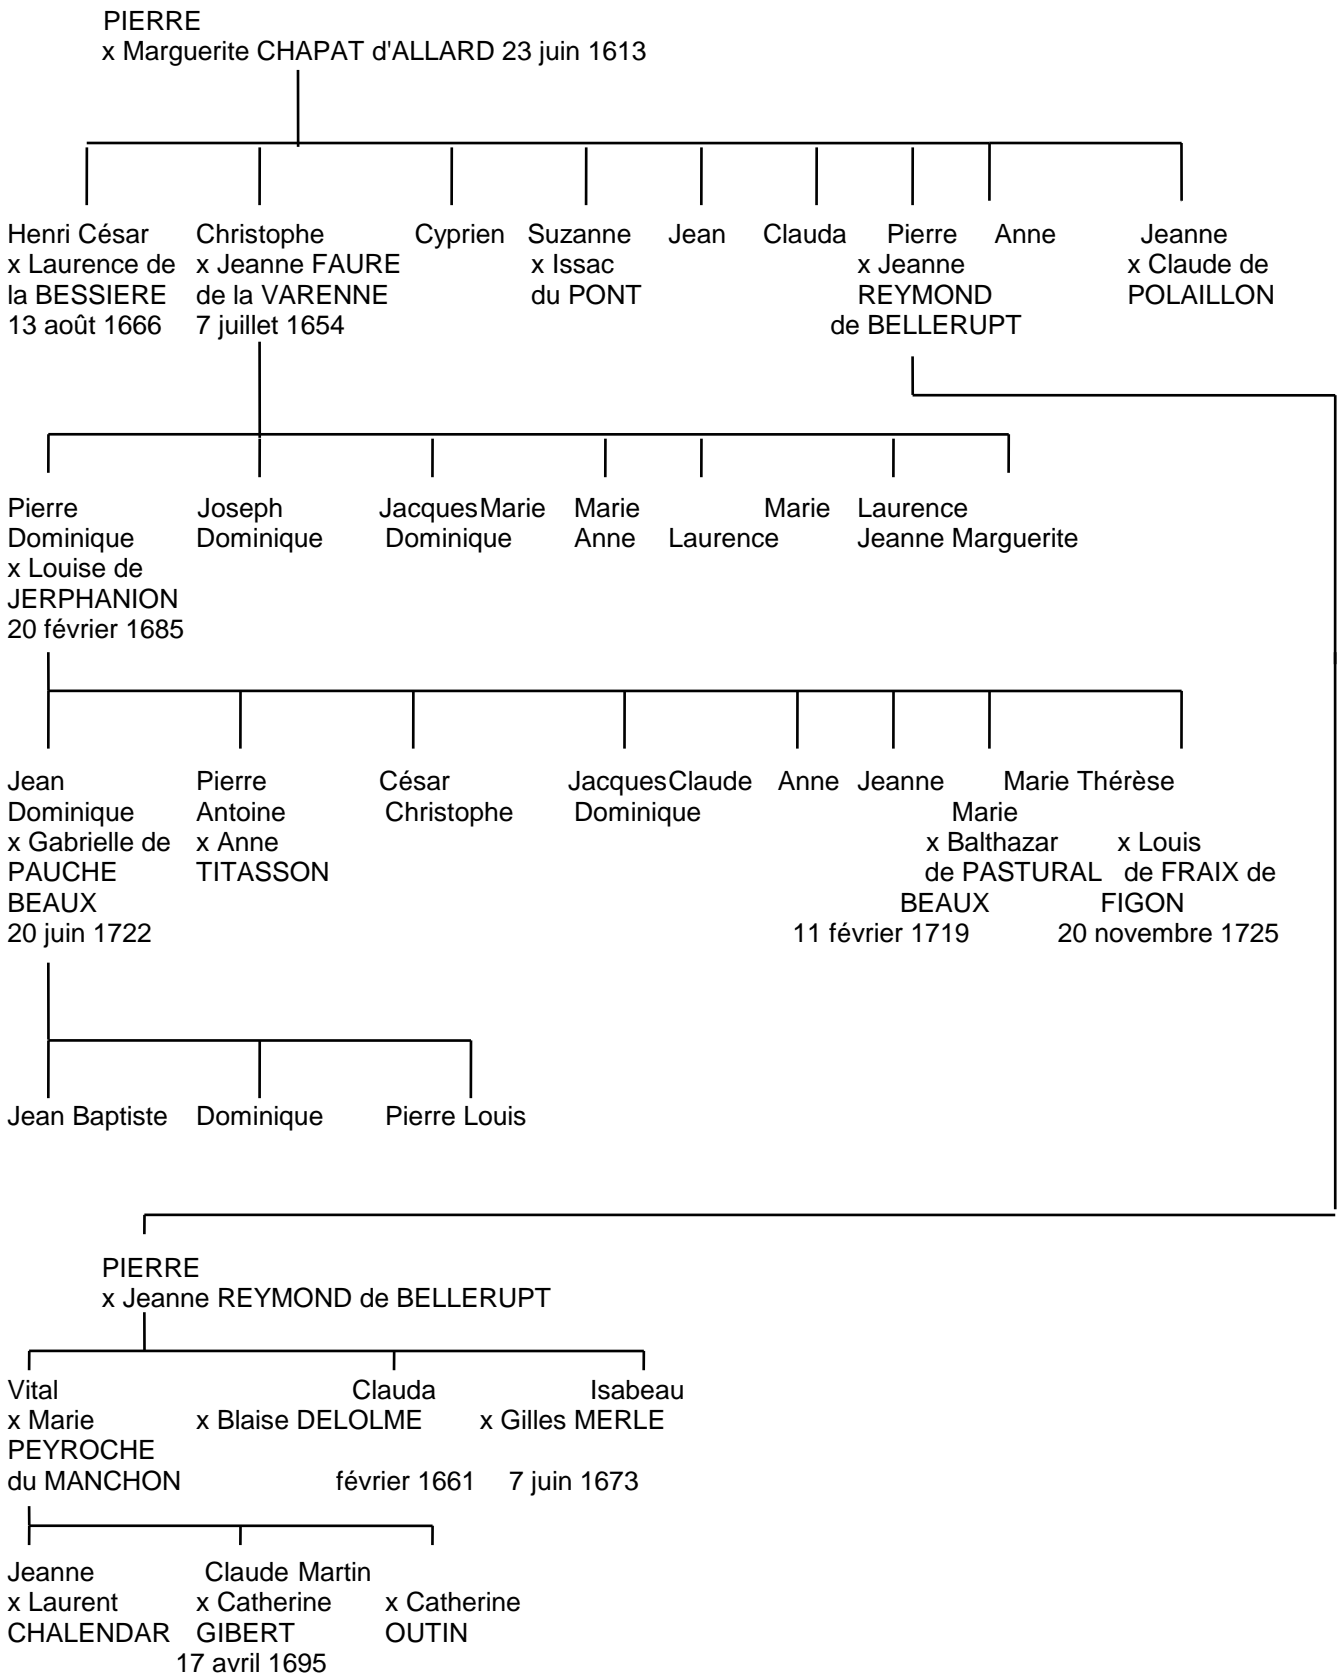 PIERRE
x Marguerite CHAPAT d'ALLARD 23 juin 1613
Henri César Christophe Cyprien Suzanne Jean Clauda Pierre Anne Jeanne
x Laurence de x Jeanne FAURE x Issac x Jeanne x Claude de
la BESSIERE de la VARENNE du PONT REYMOND POLAILLON
13 août 1666 7 juillet 1654 de BELLERUPT
Pierre Joseph JacquesMarie Marie Marie Laurence
Dominique Dominique Dominique Anne Laurence Jeanne Marguerite
x Louise de
JERPHANION
20 février 1685
Jean Pierre César JacquesClaude Anne Jeanne Marie Thérèse
Dominique Antoine Christophe Dominique Marie
x Gabrielle de x Anne x Balthazar x Louis
PAUCHE TITASSON de PASTURAL de FRAIX de
BEAUX BEAUX FIGON
20 juin 1722 11 février 1719 20 novembre 1725
Jean Baptiste Dominique Pierre Louis
PIERRE
x Jeanne REYMOND de BELLERUPT
Vital Clauda Isabeau
x Marie x Blaise DELOLME x Gilles MERLE
PEYROCHE
du MANCHON février 1661 7 juin 1673
Jeanne Claude Martin
x Laurent x Catherine x Catherine
CHALENDAR GIBERT OUTIN
17 avril 1695